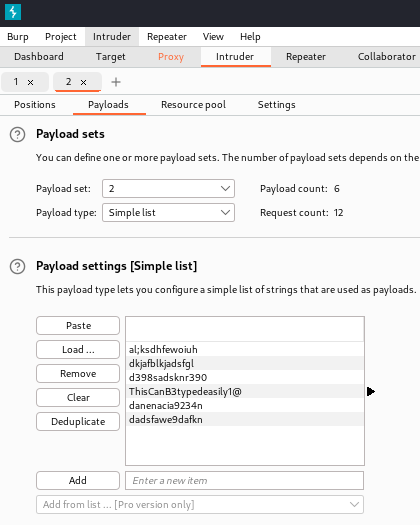 Burp Project Intruder Repeater View Help
Dashboard Target Proxy Intruder Repeater Collaborator
1 × 2 × +
Positions Payloads Resource pool Settings
? Payload sets
You can define one or more payload sets. The number of payload sets depends on the
Payload set: 2 Payload count: 6
Payload type: Simple list Request count: 12
? Payload settings [Simple list]
This payload type lets you configure a simple list of strings that are used as payloads.
Paste
Load ... al;ksdhfewoiuh
dkjafblkjadsfgl
Remove d398sadsknr390
ThisCanB3typedeasily1@
Clear danenacia9234n
Deduplicate dadsfawe9dafkn
Add Enter a new item
Add from list ... [Pro version only]